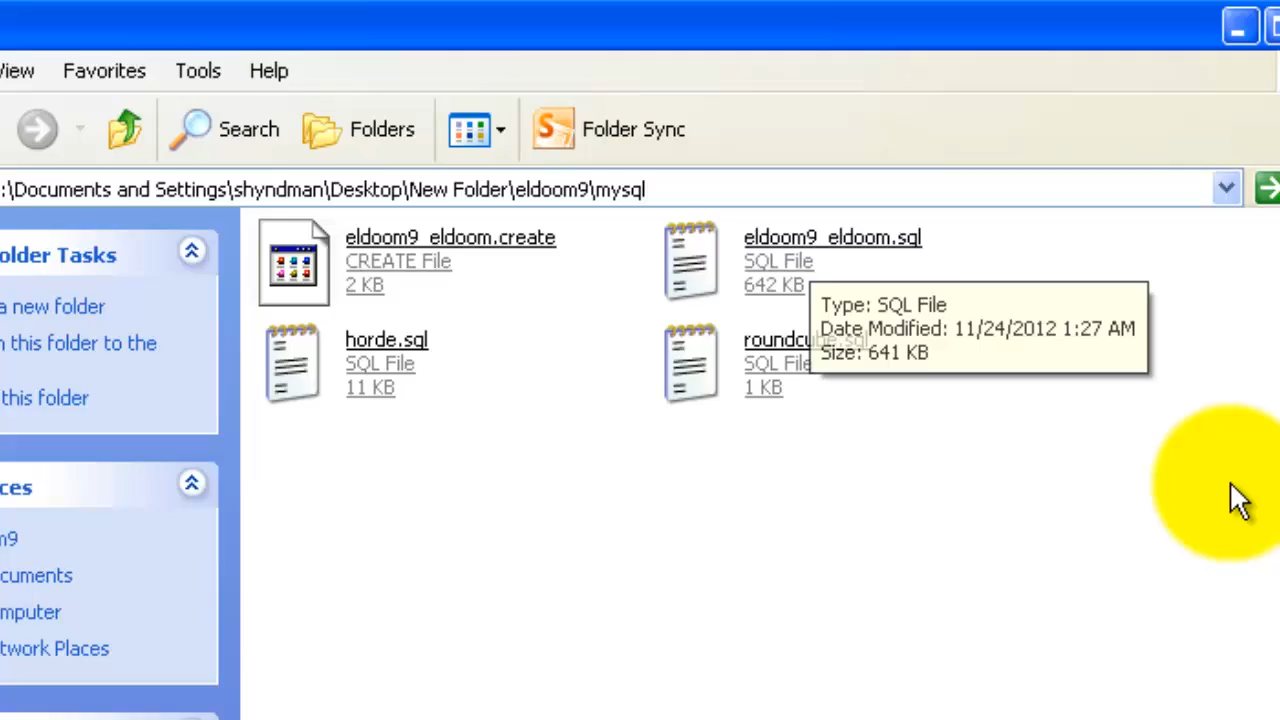 View Favorites Tools Help
Search Folders Folder Sync
:\Documents and Settings\shyndman\Desktop\New Folder\eldoom9\mysql
older Tasks
a new folder
n this folder to the
this folder
ces
m9
cuments
mputer
twork Places
eldoom9_eldoom.create
CREATE File
2 KB
eldoom9_eldoom.sql
SQL File
642 KB
horde.sql
SQL File
11 KB
roundcube.sql
SQL File
1 KB
Type: SQL File
Date Modified: 11/24/2012 1:27 AM
Size: 641 KB